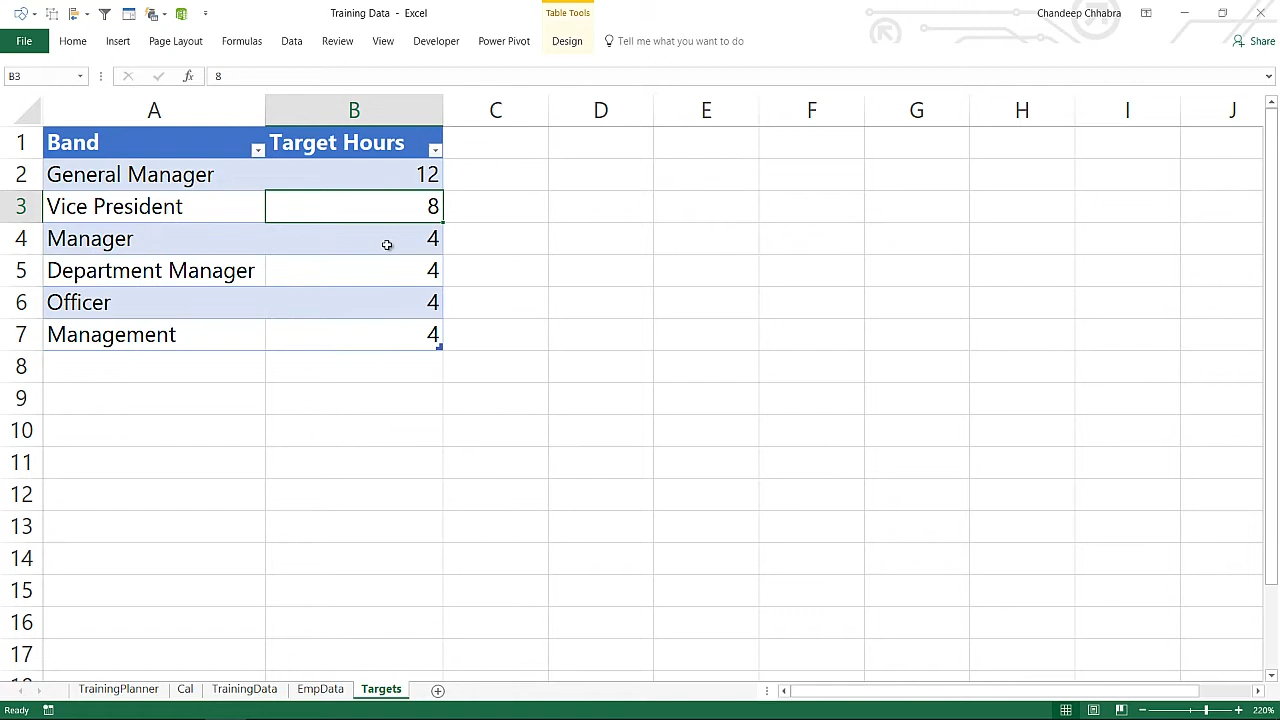 Training Data - Excel
Table Tools
Chandeep Chhabra
File Home Insert Page Layout Formulas Data Review View Developer Power Pivot Design Tell me what you want to do Share
B3 fx 8
A B C D E F G H I J
1 Band Target Hours
2 General Manager 12
3 Vice President 8
4 Manager 4
5 Department Manager 4
6 Officer 4
7 Management 4
8
9
10
11
12
13
14
15
16
17
TrainingPlanner Cal TrainingData EmpData Targets
Ready 220%